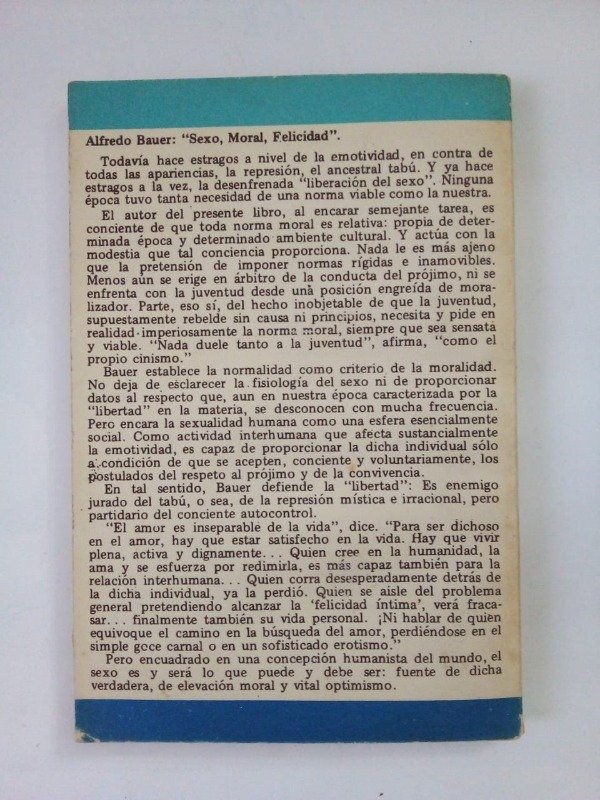 Alfredo Bauer: "Sexo, Moral, Felicidad".
Todavía hace estragos a nivel de la emotividad, en contra de
todas las apariencias, la represión, el ancestral tabú. Y ya hace
estragos a la vez, la desenfrenada "liberación del sexo". Ninguna
época tuvo tanta necesidad de una norma viable como la nuestra.
El autor del presente libro, al encarar semejante tarea, es
conciente de que toda norma moral es relativa: propia de deter-
minada época y determinado ambiente cultural. Y actúa con la
modestia que tal conciencia proporciona. Nada le es más ajeno
que la pretensión de imponer normas rígidas e inamovibles.
Menos aún se erige en árbitro de la conducta del prójimo, ni se
enfrenta con la juventud desde una posición engreída de mora-
lizador. Parte, eso sí, del hecho inobjetable de que la juventud,
supuestamente rebelde sin causa ni principios, necesita y pide en
realidad imperiosamente la norma moral, siempre que sea sensata
y viable. "Nada duele tanto a la juventud", afirma, "como el
propio cinismo."
Bauer establece la normalidad como criterio de la moralidad.
No deja de esclarecer la fisiología del sexo ni de proporcionar
datos al respecto que, aun en nuestra época caracterizada por la
"libertad" en la materia, se desconocen con mucha frecuencia.
Pero encara la sexualidad humana como una esfera esencialmente
social. Como actividad interhumana que afecta sustancialmente
la emotividad, es capaz de proporcionar la dicha individual sólo
a condición de que se acepten, conciente y voluntariamente, los
postulados del respeto al prójimo y de la convivencia.
En tal sentido, Bauer defiende la "libertad": Es enemigo
jurado del tabú, o sea, de la represión mística e irracional, pero
partidario del conciente autocontrol.
"El amor es inseparable de la vida", dice. "Para ser dichoso
en el amor, hay que estar satisfecho en la vida. Hay que vivir
plena, activa y dignamente... Quien cree en la humanidad, la
ama y se esfuerza por redimirla, es más capaz también para la
relación interhumana... Quien corra desesperadamente detrás de
la dicha individual, ya la perdió. Quien se aisle del problema
general pretendiendo alcanzar la 'felicidad íntima', verá fraca-
sar... finalmente también su vida personal. ¡Ni hablar de quien
equivoque el camino en la búsqueda del amor, perdiéndose en el
simple goce carnal o en un sofisticado erotismo."
Pero encuadrado en una concepción humanista del mundo, el
sexo es y será lo que puede y debe ser: fuente de dicha
verdadera, de elevación moral y vital optimismo.